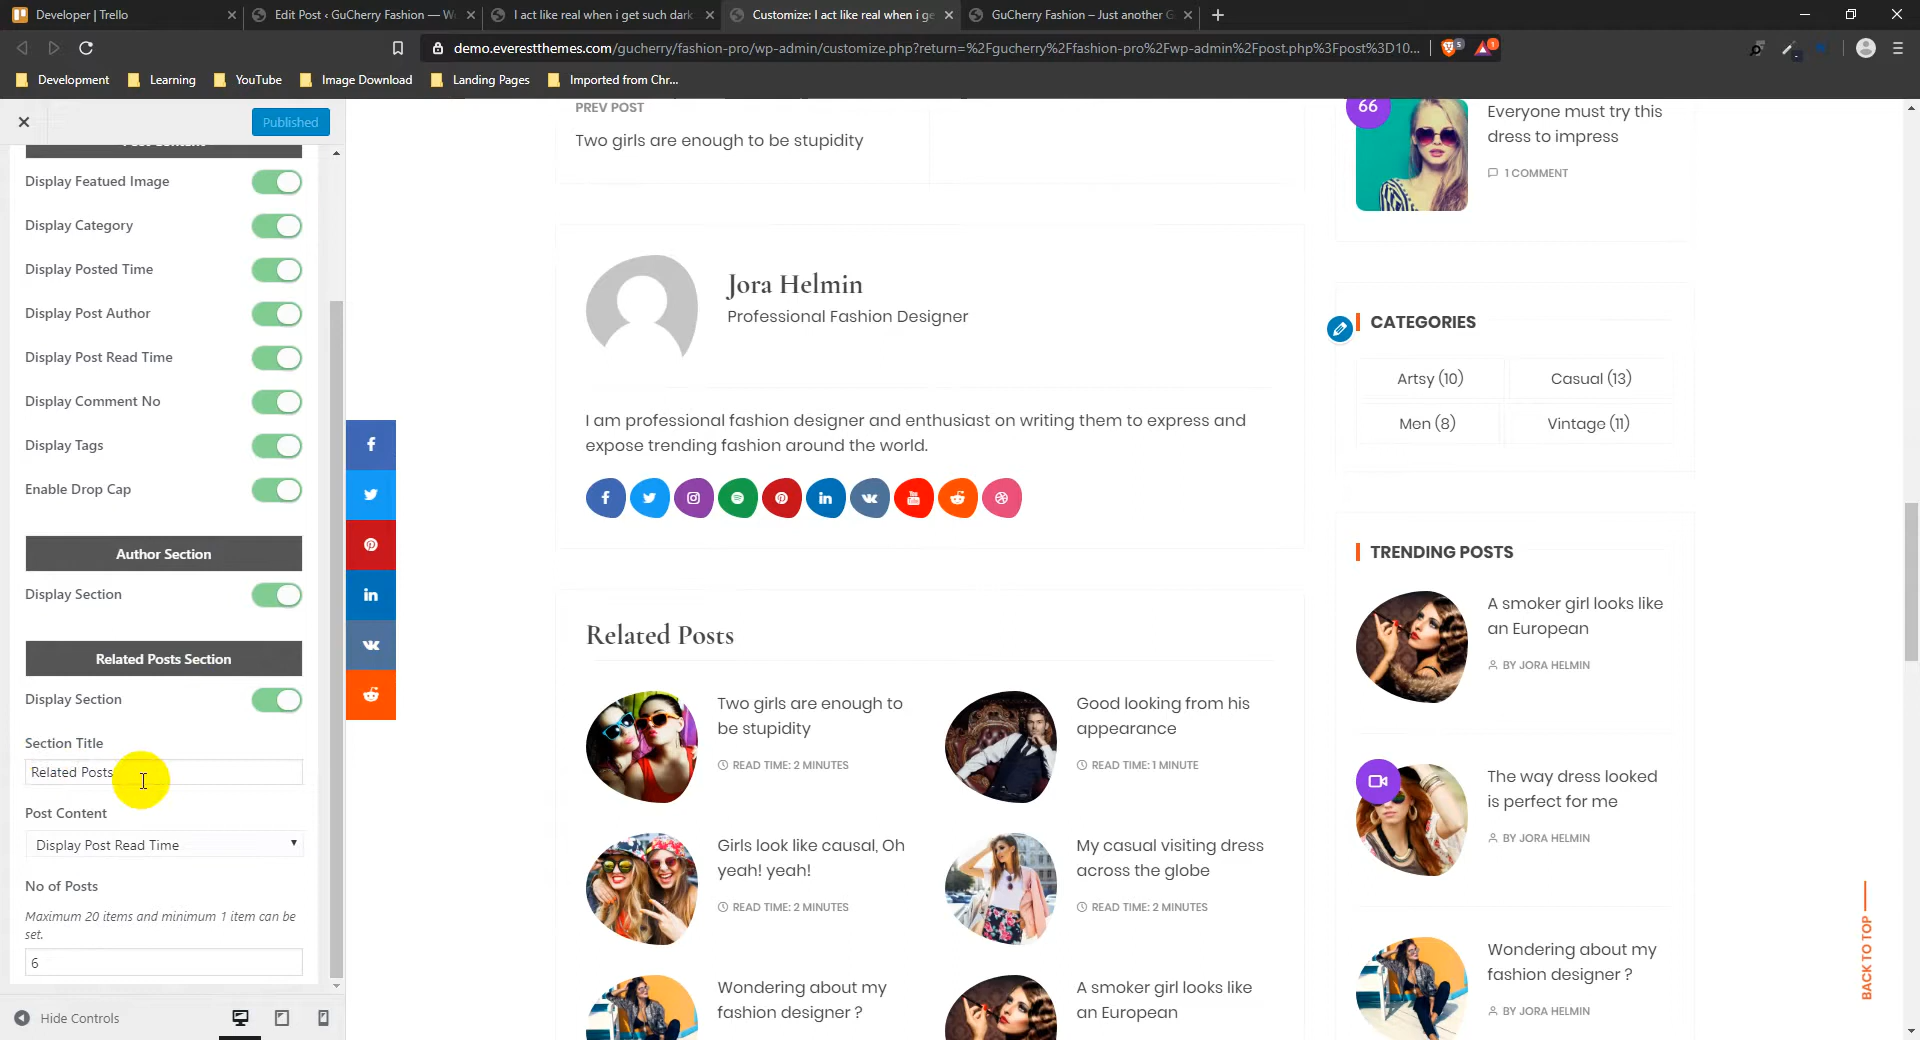 Developer | Trello
Edit Post ‹ GuCherry Fashion — W
I act like real when i get such dark
Customize: I act like real when i ge
GuCherry Fashion – Just another G
demo.everestthemes.com/gucherry/fashion-pro/wp-admin/customize.php?return=%2Fgucherry%2Ffashion-pro%2Fwp-admin%2Fpost.php%3Fpost%3D10...
5
1
Development
Learning
YouTube
Image Download
Landing Pages
Imported from Chr...
Published
Display Featued Image
Display Category
Display Posted Time
Display Post Author
Display Post Read Time
Display Comment No
Display Tags
Enable Drop Cap
Author Section
Display Section
Related Posts Section
Display Section
Section Title
Related Posts
Post Content
Display Post Read Time
No of Posts
Maximum 20 items and minimum 1 item can be
set.
6
Hide Controls
PREV POST
Two girls are enough to be stupidity
Jora Helmin
Professional Fashion Designer
I am professional fashion designer and enthusiast on writing them to express and
expose trending fashion around the world.
Related Posts
Two girls are enough to
be stupidity
READ TIME: 2 MINUTES
Good looking from his
appearance
READ TIME: 1 MINUTE
Girls look like causal, Oh
yeah! yeah!
READ TIME: 2 MINUTES
My casual visiting dress
across the globe
READ TIME: 2 MINUTES
Wondering about my
fashion designer ?
A smoker girl looks like
an European
66
Everyone must try this
dress to impress
1 COMMENT
CATEGORIES
Artsy (10)
Casual (13)
Men (8)
Vintage (11)
TRENDING POSTS
A smoker girl looks like
an European
BY JORA HELMIN
The way dress looked
is perfect for me
BY JORA HELMIN
Wondering about my
fashion designer ?
BY JORA HELMIN
BACK TO TOP